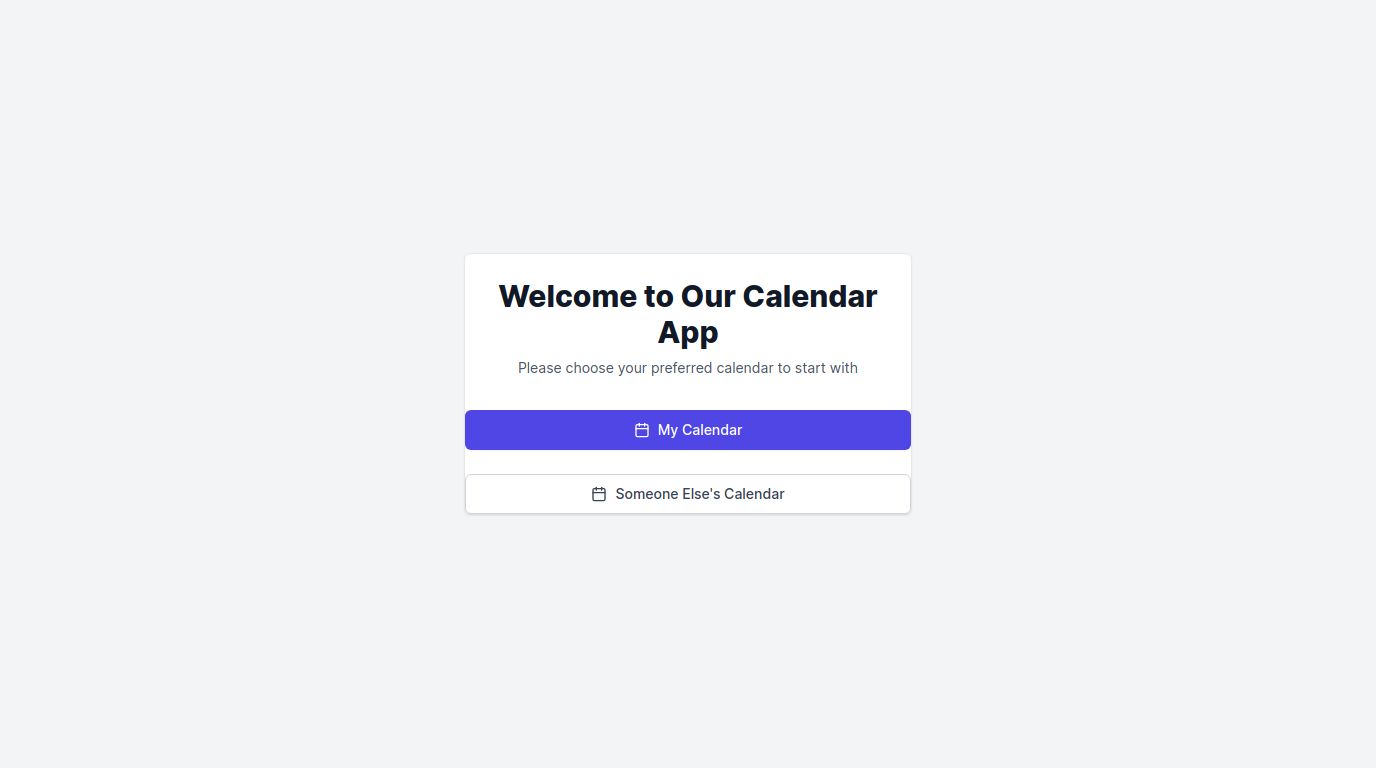 Welcome to Our Calendar
App
Please choose your preferred calendar to start with
My Calendar
Someone Else's Calendar